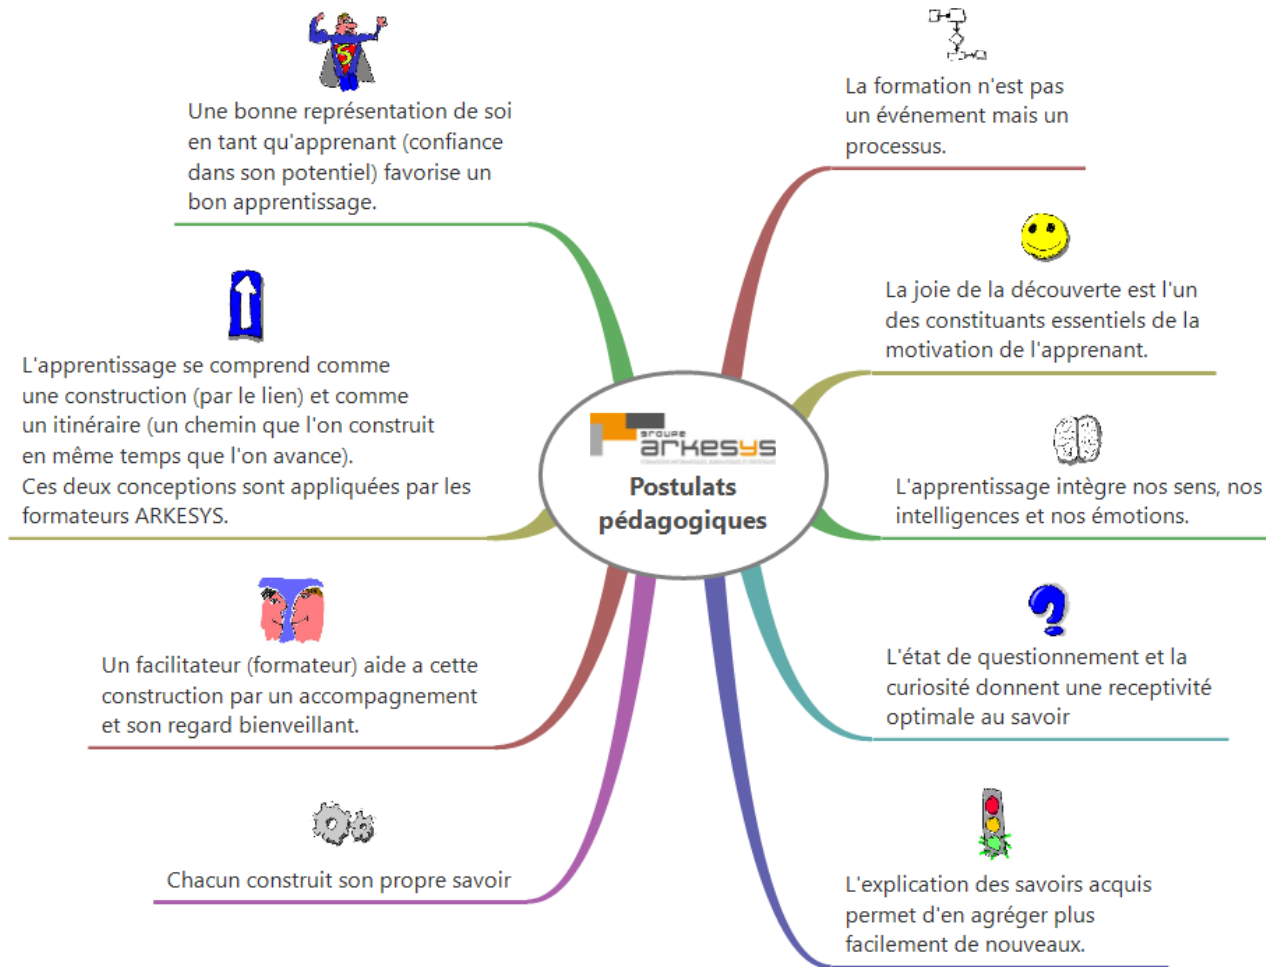 groupe
arkesys
Postulats
pédagogiques
La formation n'est pas
un événement mais un
processus.
La joie de la découverte est l'un
des constituants essentiels de la
motivation de l'apprenant.
L'apprentissage intègre nos sens, nos
intelligences et nos émotions.
L'état de questionnement et la
curiosité donnent une receptivité
optimale au savoir
L'explication des savoirs acquis
permet d'en agréger plus
facilement de nouveaux.
Chacun construit son propre savoir
Un facilitateur (formateur) aide a cette
construction par un accompagnement
et son regard bienveillant.
L'apprentissage se comprend comme
une construction (par le lien) et comme
un itinéraire (un chemin que l'on construit
en même temps que l'on avance).
Ces deux conceptions sont appliquées par les
formateurs ARKESYS.
Une bonne représentation de soi
en tant qu'apprenant (confiance
dans son potentiel) favorise un
bon apprentissage.
S